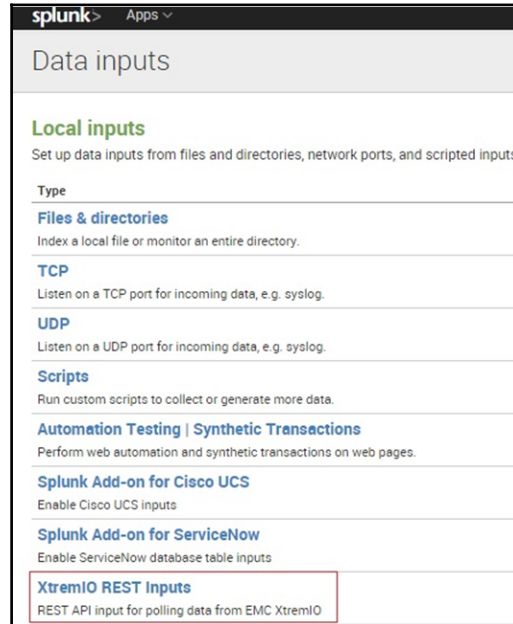 splunk> Apps
Data inputs
Local inputs
Set up data inputs from files and directories, network ports, and scripted inputs
Type
Files & directories
Index a local file or monitor an entire directory.
TCP
Listen on a TCP port for incoming data, e.g. syslog.
UDP
Listen on a UDP port for incoming data, e.g. syslog.
Scripts
Run custom scripts to collect or generate more data.
Automation Testing | Synthetic Transactions
Perform web automation and synthetic transactions on web pages.
Splunk Add-on for Cisco UCS
Enable Cisco UCS inputs
Splunk Add-on for ServiceNow
Enable ServiceNow database table inputs
XtremIO REST Inputs
REST API input for polling data from EMC XtremIO